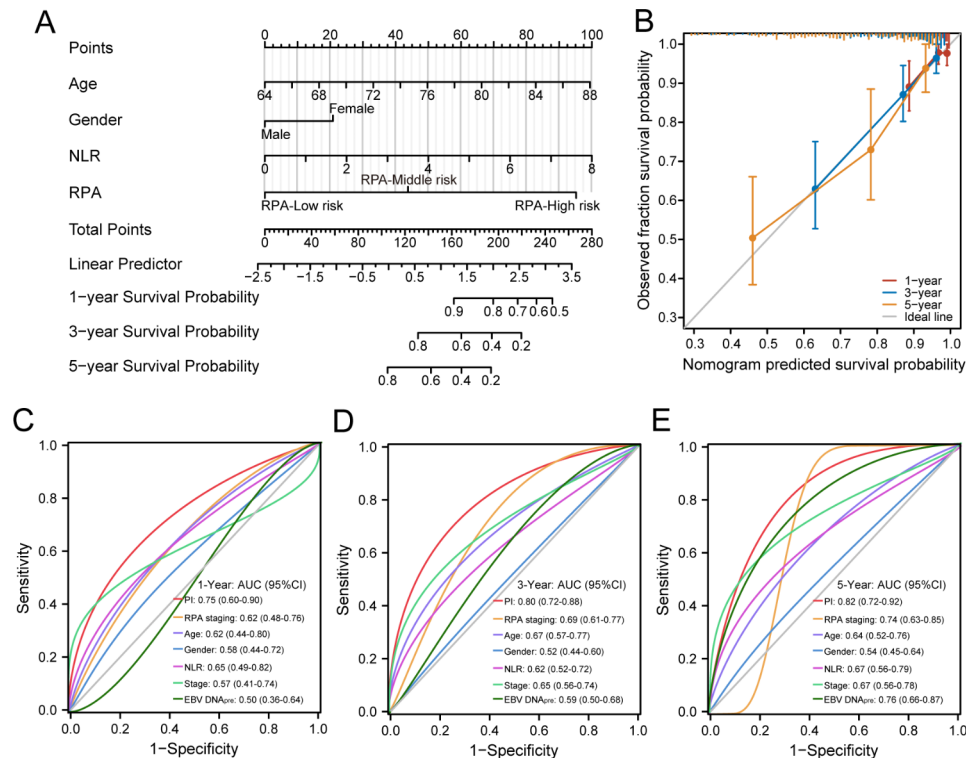 A
Points
0 20 40 60 80 100
Age
64 68 72 76 80 84 88
Gender
Female
Male
NLR
0 2 4 6 8
RPA
RPA-Middle risk
RPA-Low risk RPA-High risk
Total Points
0 20 40 60 80 120 160 200 240 280
Linear Predictor
-2.5 -1.5 -0.5 0.5 1.5 2.5 3.5
1-year Survival Probability
0.9 0.8 0.7 0.6 0.5
3-year Survival Probability
0.8 0.6 0.4 0.2
5-year Survival Probability
0.8 0.6 0.4 0.2
B
Observed fraction survival probability
1.0
0.9
0.8
0.7
0.6
0.5
0.4
0.3
1-year
3-year
5-year
Ideal line
0.3 0.4 0.5 0.6 0.7 0.8 0.9 1.0
Nomogram predicted survival probability
C
Sensitivity
1.0
0.8
0.6
0.4
0.2
0.0
1-Year: AUC (95%CI)
PI: 0.75 (0.60-0.90)
RPA staging: 0.62 (0.48-0.76)
Age: 0.62 (0.44-0.80)
Gender: 0.58 (0.44-0.72)
NLR: 0.65 (0.49-0.82)
Stage: 0.57 (0.41-0.74)
EBV DNApre: 0.50 (0.36-0.64)
0.0 0.2 0.4 0.6 0.8 1.0
1-Specificity
D
Sensitivity
1.0
0.8
0.6
0.4
0.2
0.0
3-Year: AUC (95%CI)
PI: 0.80 (0.72-0.88)
RPA staging: 0.69 (0.61-0.77)
Age: 0.67 (0.57-0.77)
Gender: 0.52 (0.44-0.60)
NLR: 0.62 (0.52-0.72)
Stage: 0.65 (0.56-0.74)
EBV DNApre: 0.59 (0.50-0.68)
0.0 0.2 0.4 0.6 0.8 1.0
1-Specificity
E
Sensitivity
1.0
0.8
0.6
0.4
0.2
0.0
5-Year: AUC (95%CI)
PI: 0.82 (0.72-0.92)
RPA staging: 0.74 (0.63-0.85)
Age: 0.64 (0.52-0.76)
Gender: 0.54 (0.45-0.64)
NLR: 0.67 (0.56-0.79)
Stage: 0.67 (0.56-0.78)
EBV DNApre: 0.76 (0.66-0.87)
0.0 0.2 0.4 0.6 0.8 1.0
1-Specificity